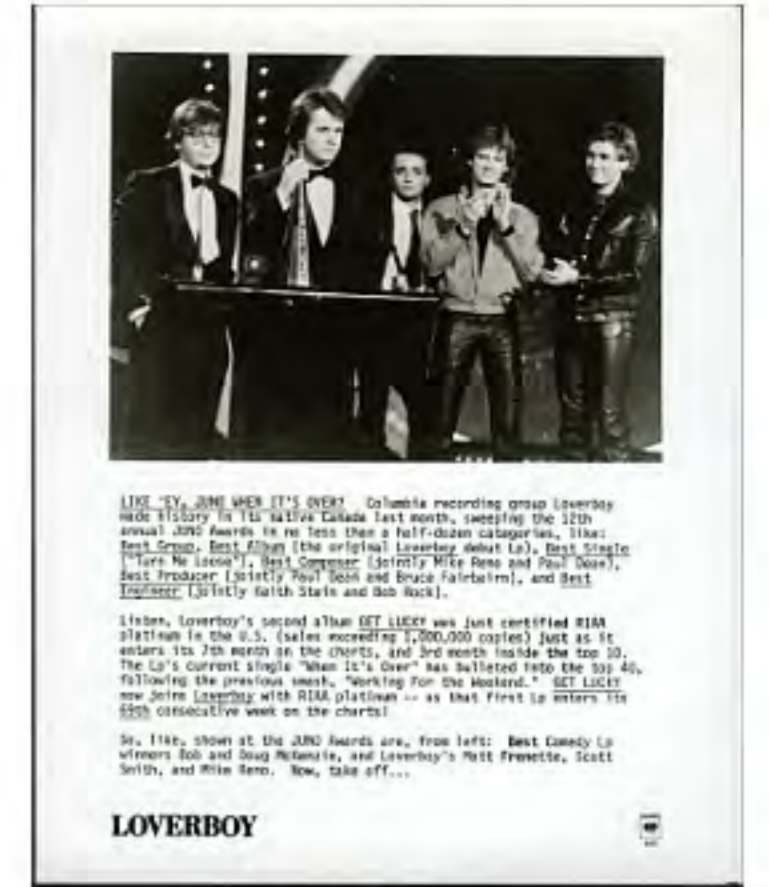 LIKE 'EY, JUNO WHEN IT'S OVER? Columbia recording group Loverboy
made history in its native Canada last month, sweeping the 12th
annual JUNO Awards in no less than a half-dozen categories, like:
Best Group, Best Album (the original Loverboy debut Lp), Best Single
("Turn Me Loose"), Best Composer (jointly Mike Reno and Paul Dean),
Best Producer (jointly Paul Dean and Bruce Fairbairn), and Best
Engineer (jointly Keith Stein and Bob Rock).
Listen, Loverboy's second album GET LUCKY was just certified RIAA
platinum in the U.S. (sales exceeding 1,000,000 copies) just as it
enters its 7th month on the charts, and 3rd month inside the top 10.
The Lp's current single "When It's Over" has bulleted into the top 40,
following the previous smash, "Working For the Weekend." GET LUCKY
now joins Loverboy with RIAA platinum -- as that first Lp enters its
69th consecutive week on the charts!
So, like, shown at the JUNO Awards are, from left: Best Comedy Lp
winners Bob and Doug McKenzie, and Loverboy's Matt Frenette, Scott
Smith, and Mike Reno. Now, take off...
LOVERBOY